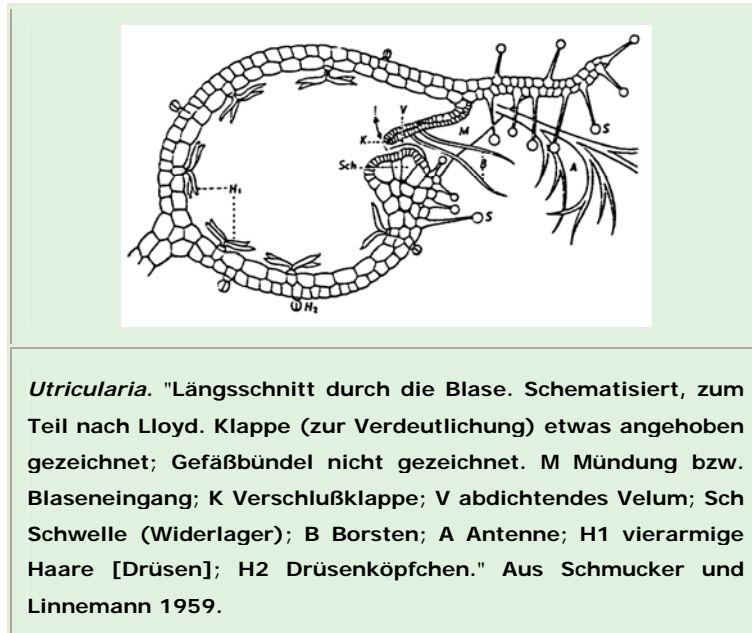 I
V
M
K
Sch
B
A
S
H1
S
H2
Utricularia. "Längsschnitt durch die Blase. Schematisiert, zum
Teil nach Lloyd. Klappe (zur Verdeutlichung) etwas angehoben
gezeichnet; Gefäßbündel nicht gezeichnet. M Mündung bzw.
Blaseneingang; K Verschlußklappe; V abdichtendes Velum; Sch
Schwelle (Widerlager); B Borsten; A Antenne; H1 vierarmige
Haare [Drüsen]; H2 Drüsenköpfchen." Aus Schmucker und
Linnemann 1959.